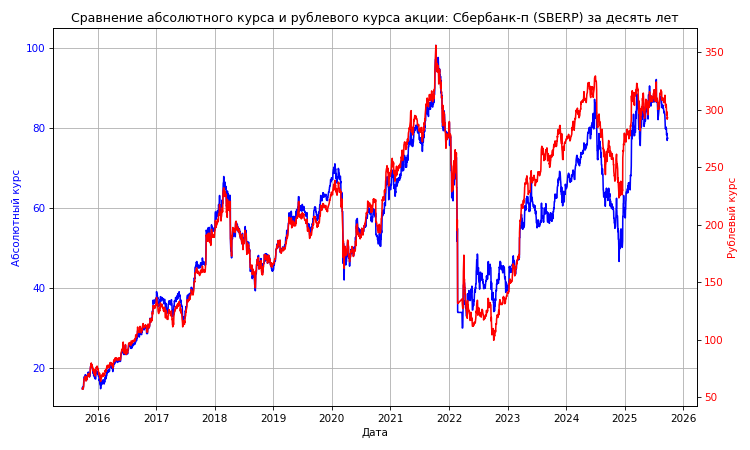 Сравнение абсолютного курса и рублевого курса акции: Сбербанк-п (SBERP) за десять лет
100
80
60
40
20
Абсолютный курс
350
300
250
200
150
100
50
Рублевый курс
2016 2017 2018 2019 2020 2021 2022 2023 2024 2025 2026
Дата